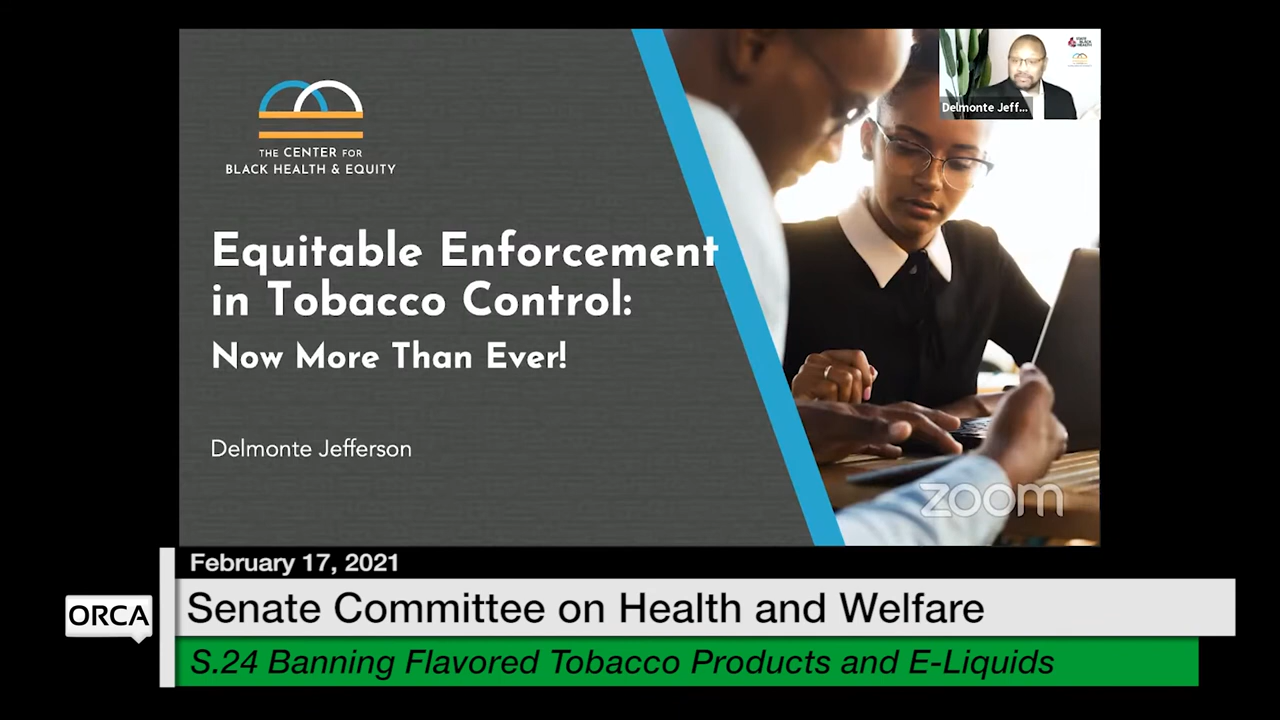 THE CENTER FOR
BLACK HEALTH & EQUITY
Equitable Enforcement
in Tobacco Control:
Now More Than Ever!
Delmonte Jefferson
Delmonte Jeff...
zoom
February 17, 2021
ORCA
Senate Committee on Health and Welfare
S.24 Banning Flavored Tobacco Products and E-Liquids